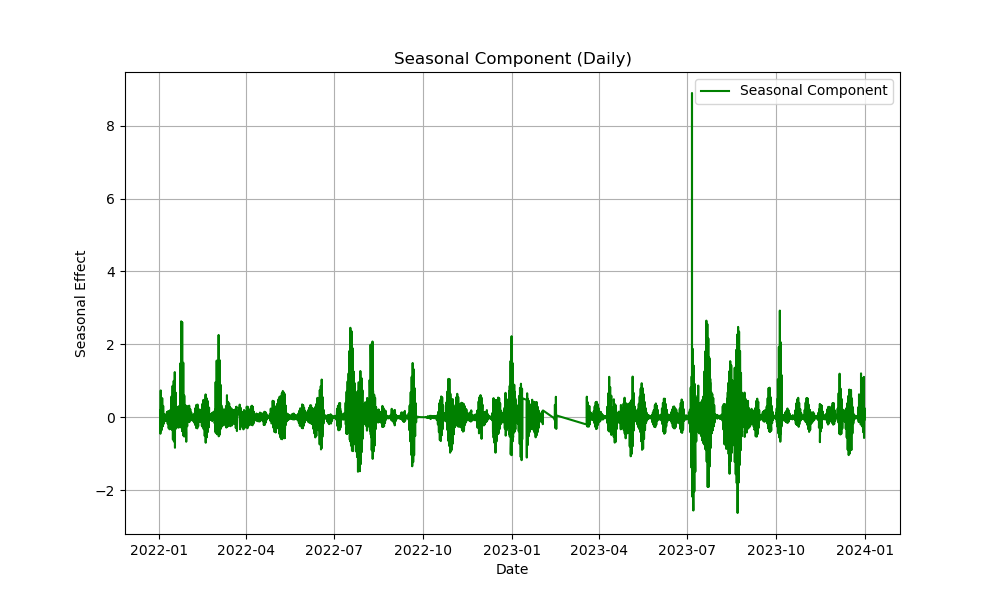 Seasonal Component (Daily)
Seasonal Component
8
6
4
2
0
−2
Seasonal Effect
2022-01 2022-04 2022-07 2022-10 2023-01 2023-04 2023-07 2023-10 2024-01
Date